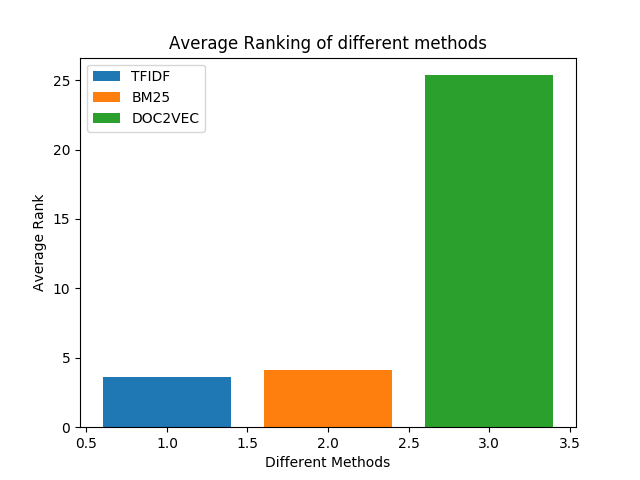 Average Ranking of different methods
TFIDF
BM25
DOC2VEC
25
20
15
10
5
0
Average Rank
0.5 1.0 1.5 2.0 2.5 3.0 3.5
Different Methods